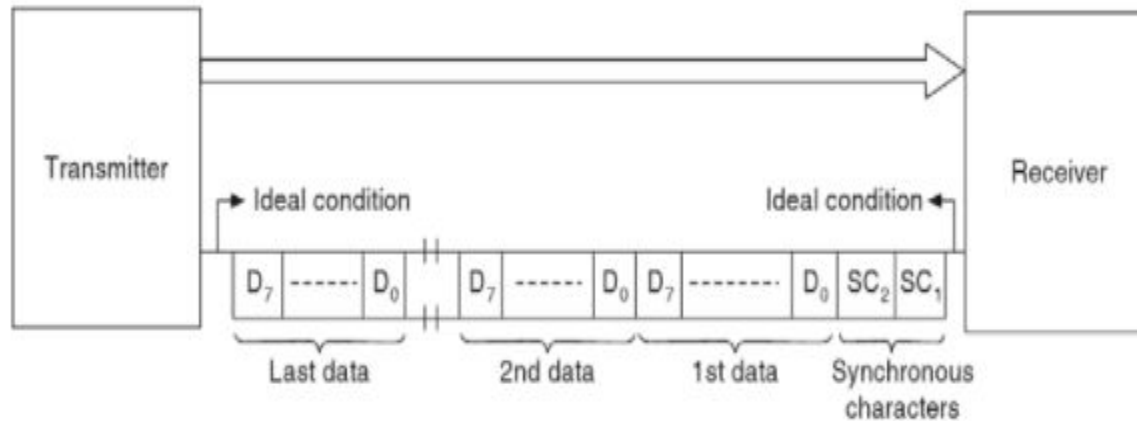 Transmitter
Receiver
Ideal condition
Ideal condition
D₇ D₀ D₇ D₀ D₇ D₀ SC₂ SC₁
Last data 2nd data 1st data Synchronous
characters